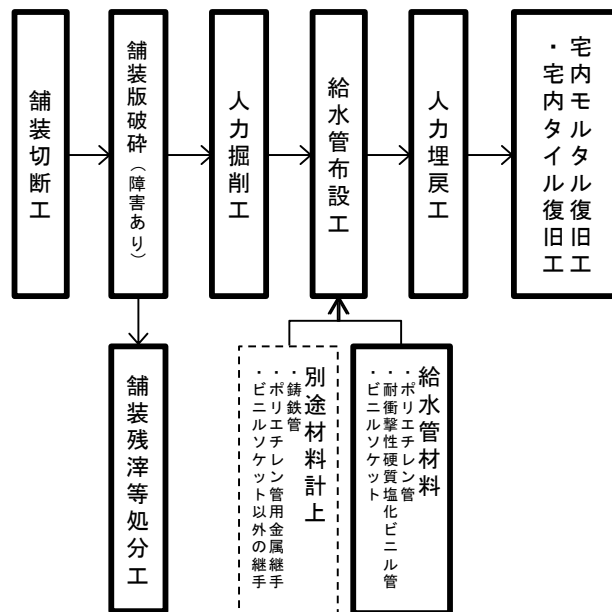 舗装切断工
舗装版破砕（障害あり）
人力掘削工
給水管布設工
人力埋戻工
宅内モルタル復旧工
・宅内タイル復旧工
舗装残滓等処分工
別途材料計上
・鋳鉄管
・ポリエチレン管用金属継手
・ビニルソケット以外の継手
給水管材料
・ポリエチレン管
・耐衝撃性硬質塩化ビニル管
・ビニルソケット